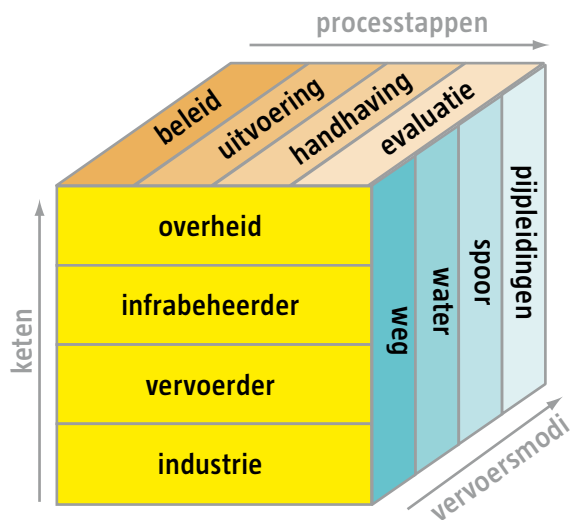 processtappen
beleid
uitvoering
handhaving
evaluatie
keten
overheid
infrabeheerder
vervoerder
industrie
weg
water
spoor
pijpleidingen
vervoersmodi